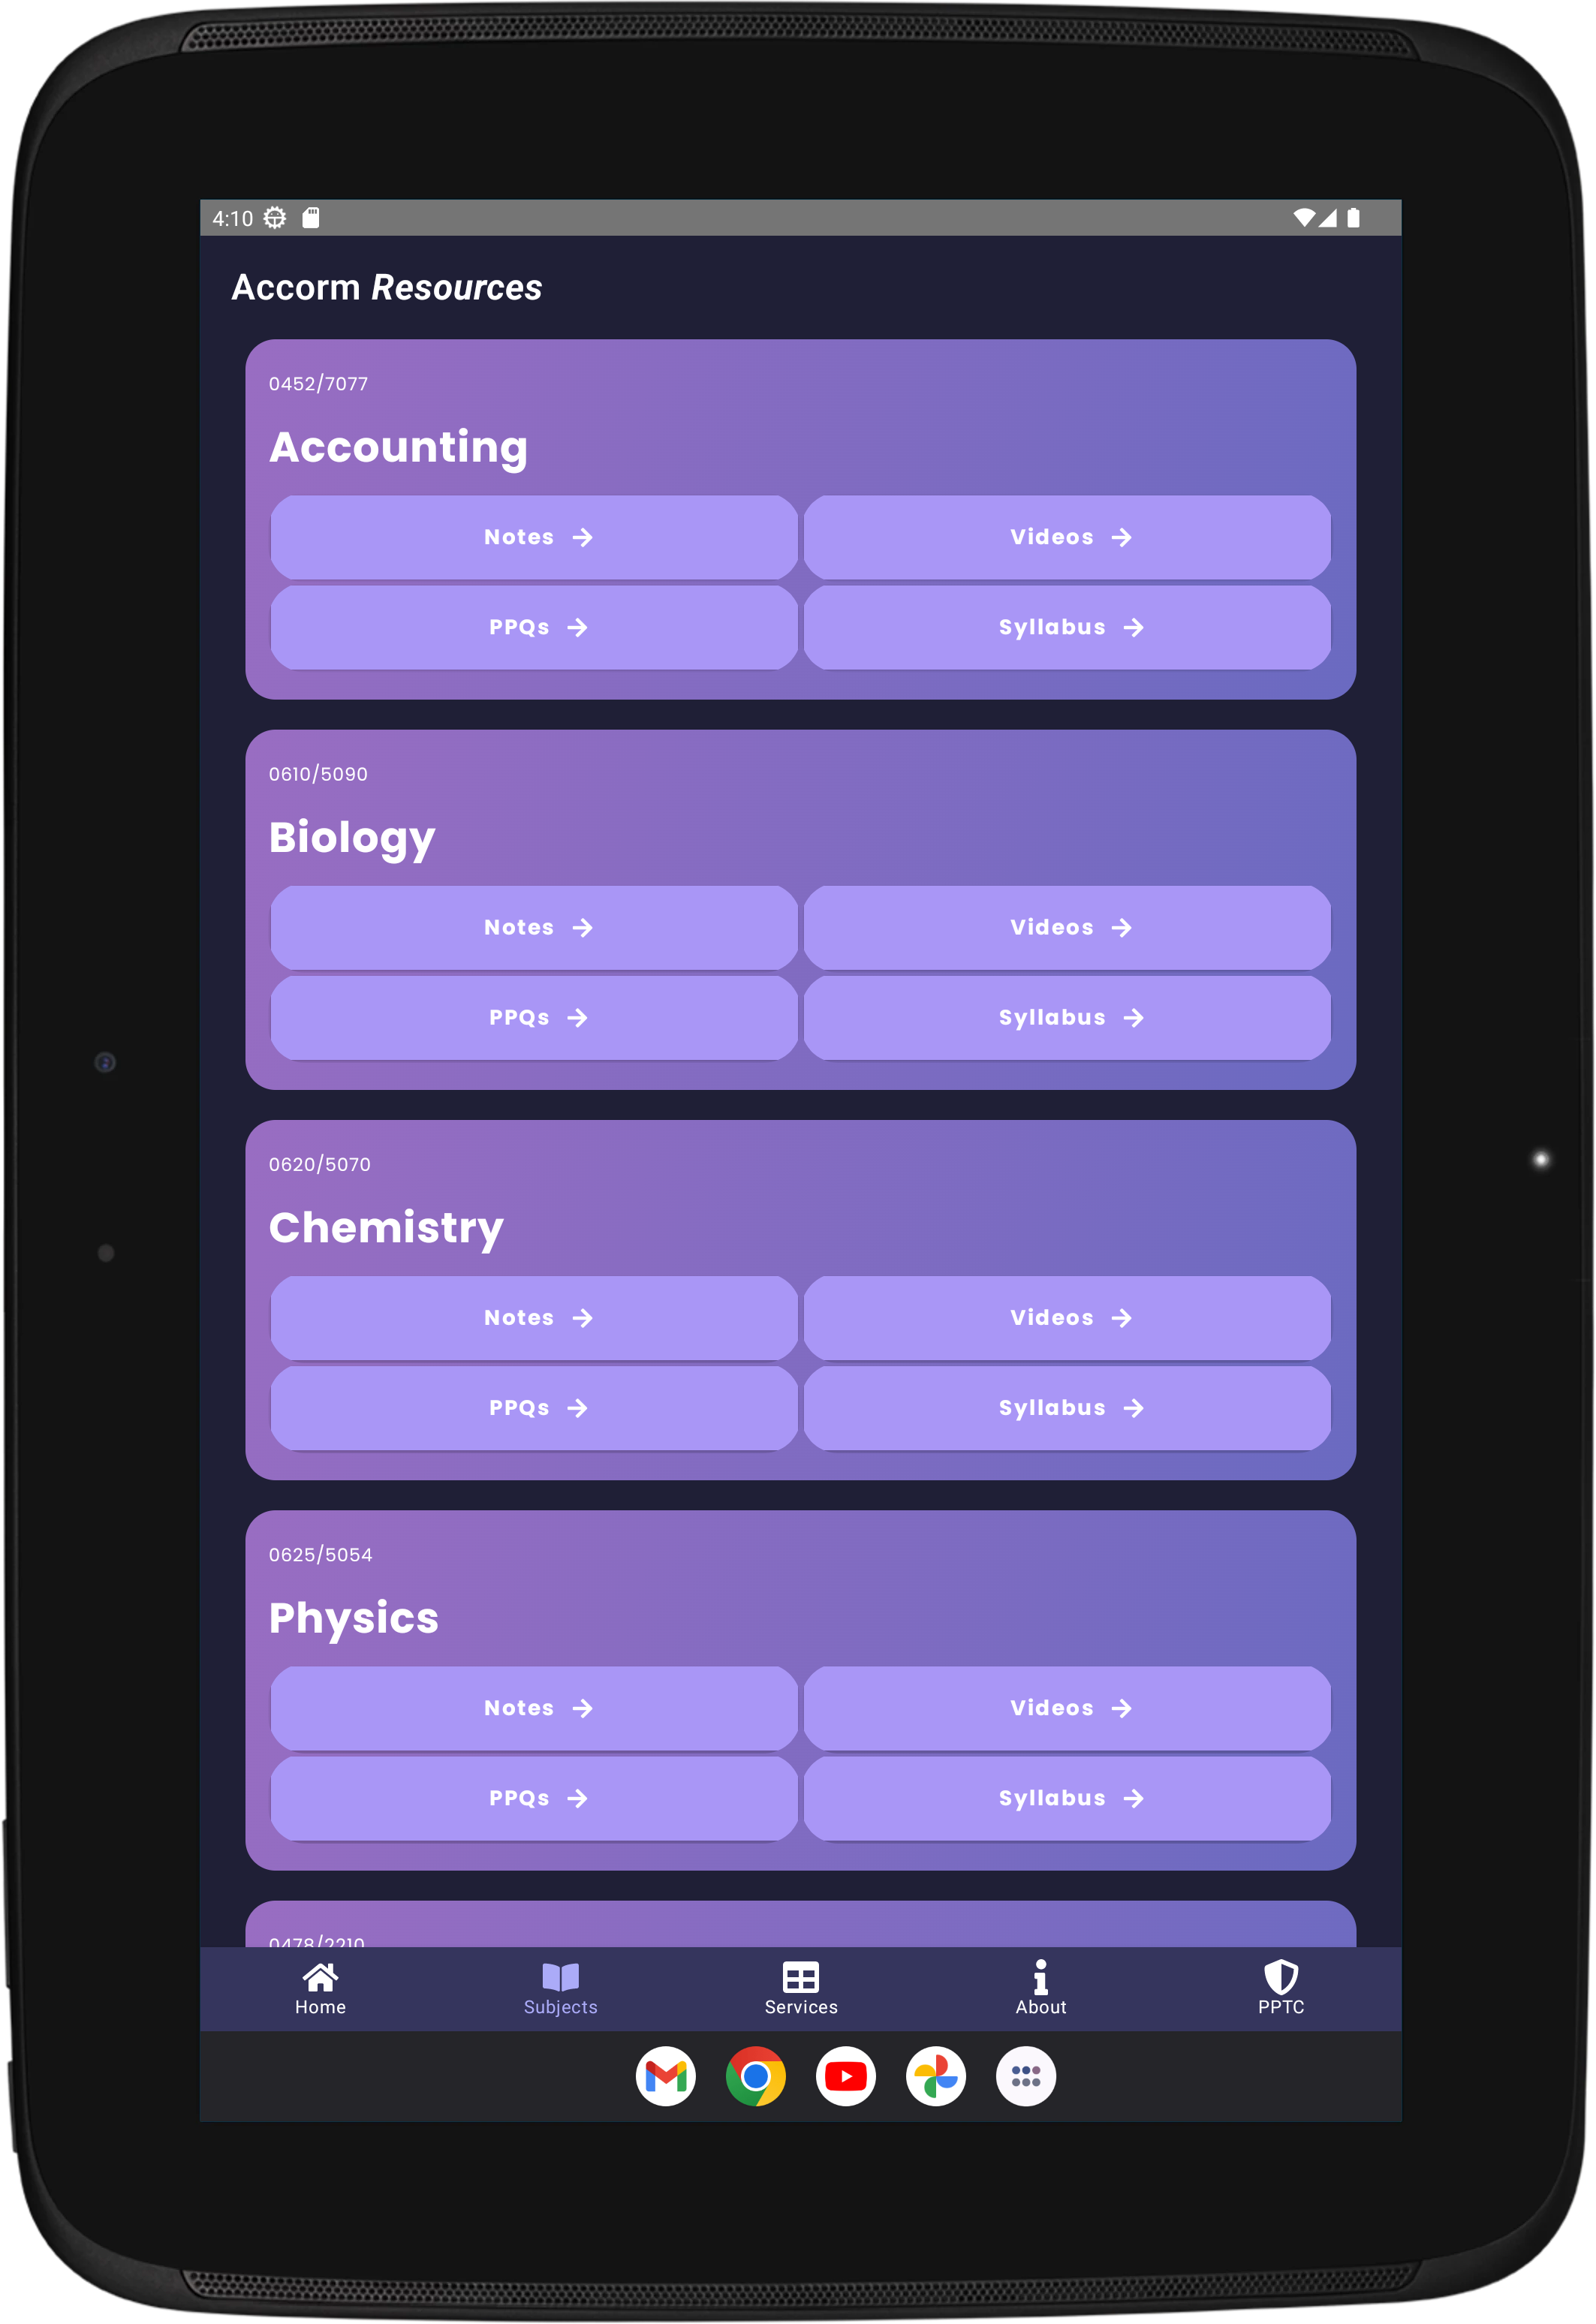 4:10
Accorm Resources
0452/7077
Accounting
Notes → Videos →
PPQs → Syllabus →
0610/5090
Biology
Notes → Videos →
PPQs → Syllabus →
0620/5070
Chemistry
Notes → Videos →
PPQs → Syllabus →
0625/5054
Physics
Notes → Videos →
PPQs → Syllabus →
0478/2210
Home Subjects Services About PPTC